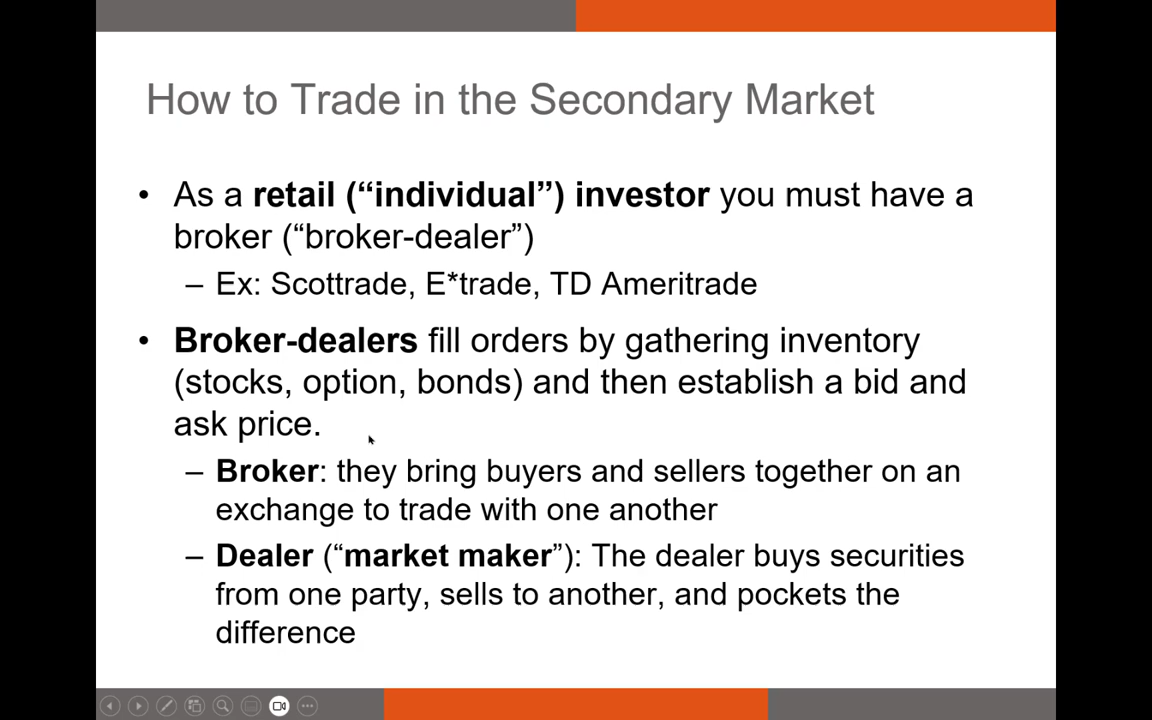 How to Trade in the Secondary Market
• As a retail (“individual”) investor you must have a
broker (“broker-dealer”)
– Ex: Scottrade, E*trade, TD Ameritrade
• Broker-dealers fill orders by gathering inventory
(stocks, option, bonds) and then establish a bid and
ask price.
– Broker: they bring buyers and sellers together on an
exchange to trade with one another
– Dealer (“market maker”): The dealer buys securities
from one party, sells to another, and pockets the
difference